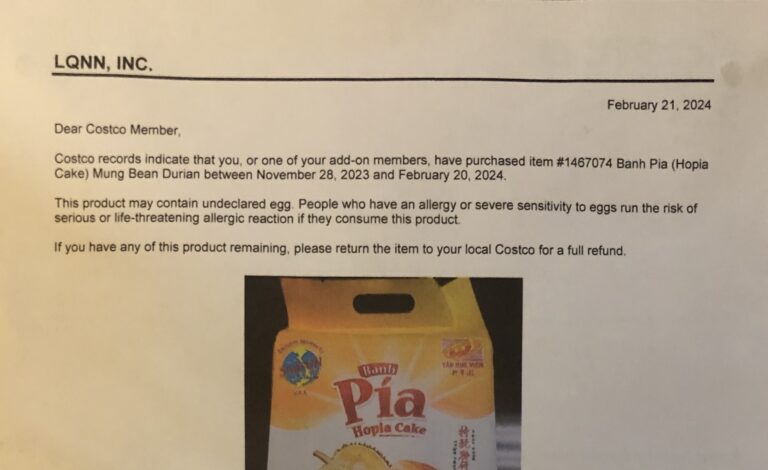 LQNN, INC.
February 21, 2024
Dear Costco Member,
Costco records indicate that you, or one of your add-on members, have purchased item #1467074 Banh Pia (Hopia
Cake) Mung Bean Durian between November 28, 2023 and February 20, 2024.
This product may contain undeclared egg. People who have an allergy or severe sensitivity to eggs run the risk of
serious or life-threatening allergic reaction if they consume this product.
If you have any of this product remaining, please return the item to your local Costco for a full refund.
Banh
Pía
Hopia Cake